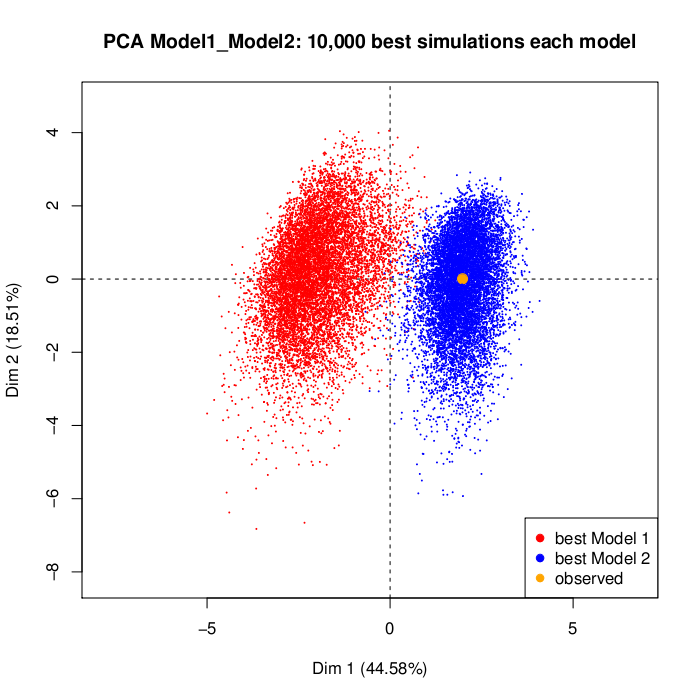 PCA Model1_Model2: 10,000 best simulations each model
4
2
0
−2
−4
−6
−8
Dim 2 (18.51%)
best Model 1
best Model 2
observed
−5
0
5
Dim 1 (44.58%)